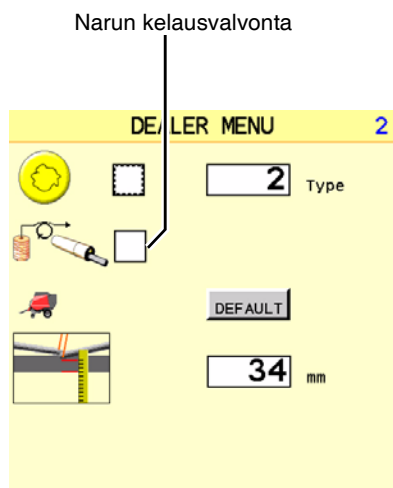 Narun kelausvalvonta
DEALER MENU 2
2 Type
DEFAULT
34 mm